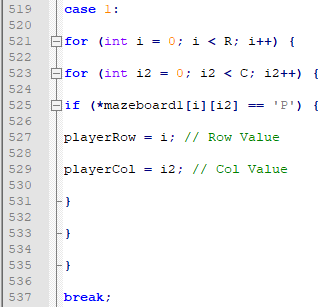 519 case 1:
520
521 for (int i = 0; i < R; i++) {
522
523 for (int i2 = 0; i2 < C; i2++) {
524
525 if (*mazeboard1[i][i2] == 'P') {
526
527 playerRow = i; // Row Value
528
529 playerCol = i2; // Col Value
530
531 }
532
533 }
534
535 }
536
537 break;